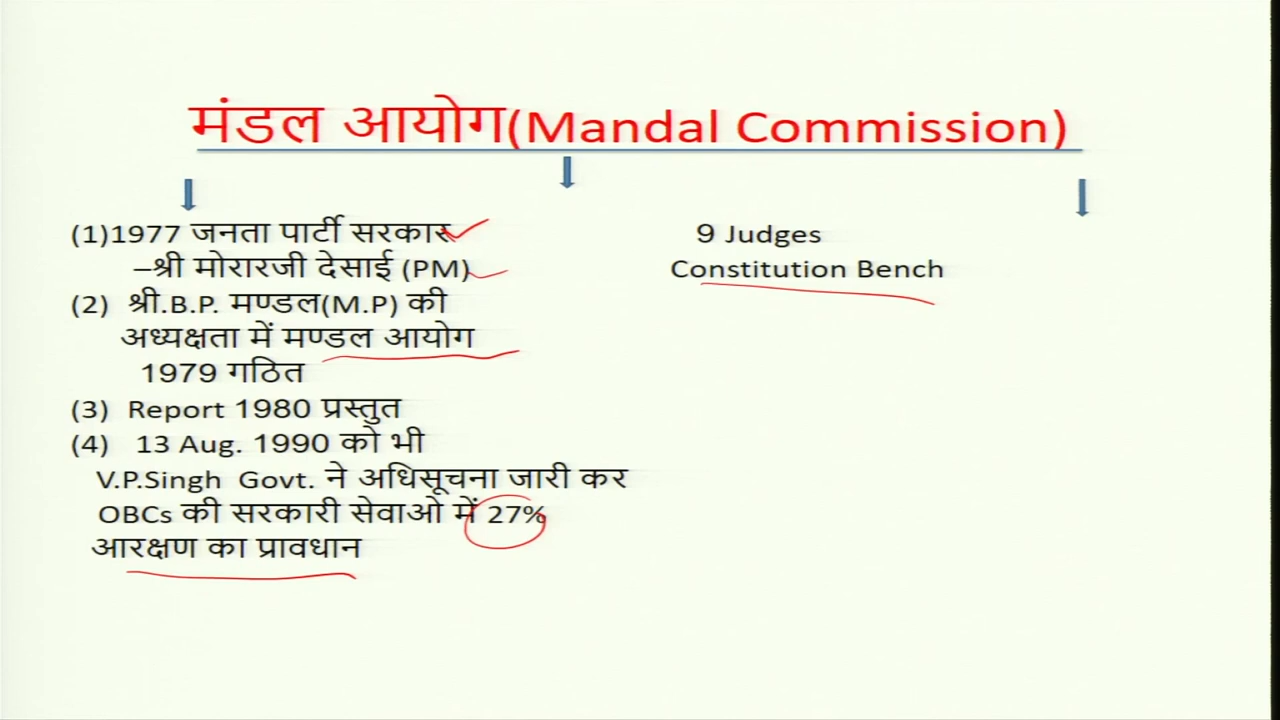 मंडल आयोग(Mandal Commission)
(1)1977 जनता पार्टी सरकार
–श्री मोरारजी देसाई (PM)
(2) श्री.B.P. मण्डल(M.P) की
अध्यक्षता में मण्डल आयोग
1979 गठित
(3) Report 1980 प्रस्तुत
(4) 13 Aug. 1990 को भी
V.P.Singh Govt. ने अधिसूचना जारी कर
OBCs की सरकारी सेवाओ में 27%
आरक्षण का प्रावधान
9 Judges
Constitution Bench